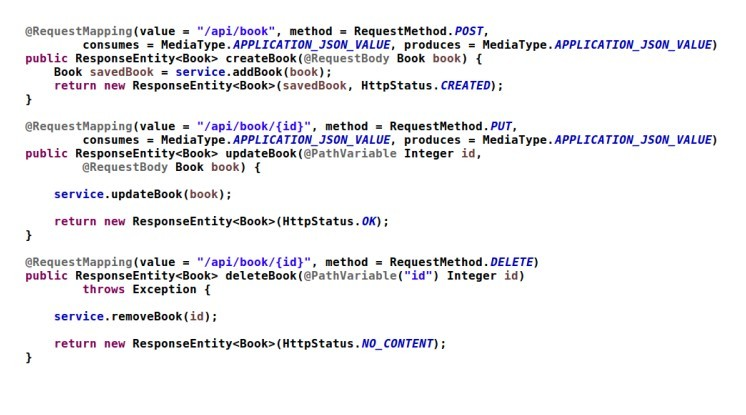 @RequestMapping(value = "/api/book", method = RequestMethod.POST,
        consumes = MediaType.APPLICATION_JSON_VALUE, produces = MediaType.APPLICATION_JSON_VALUE)
public ResponseEntity<Book> createBook(@RequestBody Book book) {
    Book savedBook = service.addBook(book);
    return new ResponseEntity<Book>(savedBook, HttpStatus.CREATED);
}

@RequestMapping(value = "/api/book/{id}", method = RequestMethod.PUT,
        consumes = MediaType.APPLICATION_JSON_VALUE, produces = MediaType.APPLICATION_JSON_VALUE)
public ResponseEntity<Book> updateBook(@PathVariable Integer id,
        @RequestBody Book book) {

    service.updateBook(book);

    return new ResponseEntity<Book>(HttpStatus.OK);
}

@RequestMapping(value = "/api/book/{id}", method = RequestMethod.DELETE)
public ResponseEntity<Book> deleteBook(@PathVariable("id") Integer id)
        throws Exception {

    service.removeBook(id);

    return new ResponseEntity<Book>(HttpStatus.NO_CONTENT);
}